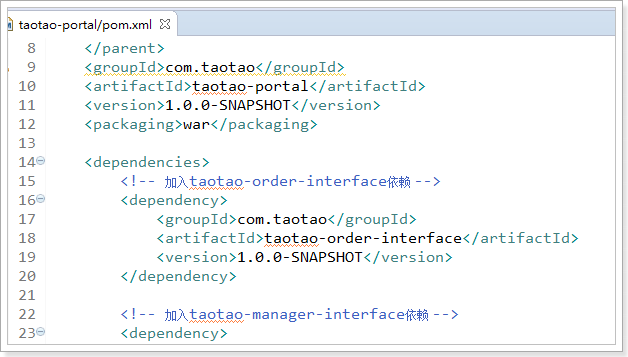 taotao-portal/pom.xml
8 </parent>
9 <groupId>com.taotao</groupId>
10 <artifactId>taotao-portal</artifactId>
11 <version>1.0.0-SNAPSHOT</version>
12 <packaging>war</packaging>
13
14 <dependencies>
15 <!-- 加入taotao-order-interface依赖 -->
16 <dependency>
17 <groupId>com.taotao</groupId>
18 <artifactId>taotao-order-interface</artifactId>
19 <version>1.0.0-SNAPSHOT</version>
20 </dependency>
21
22 <!-- 加入taotao-manager-interface依赖 -->
23 <dependency>